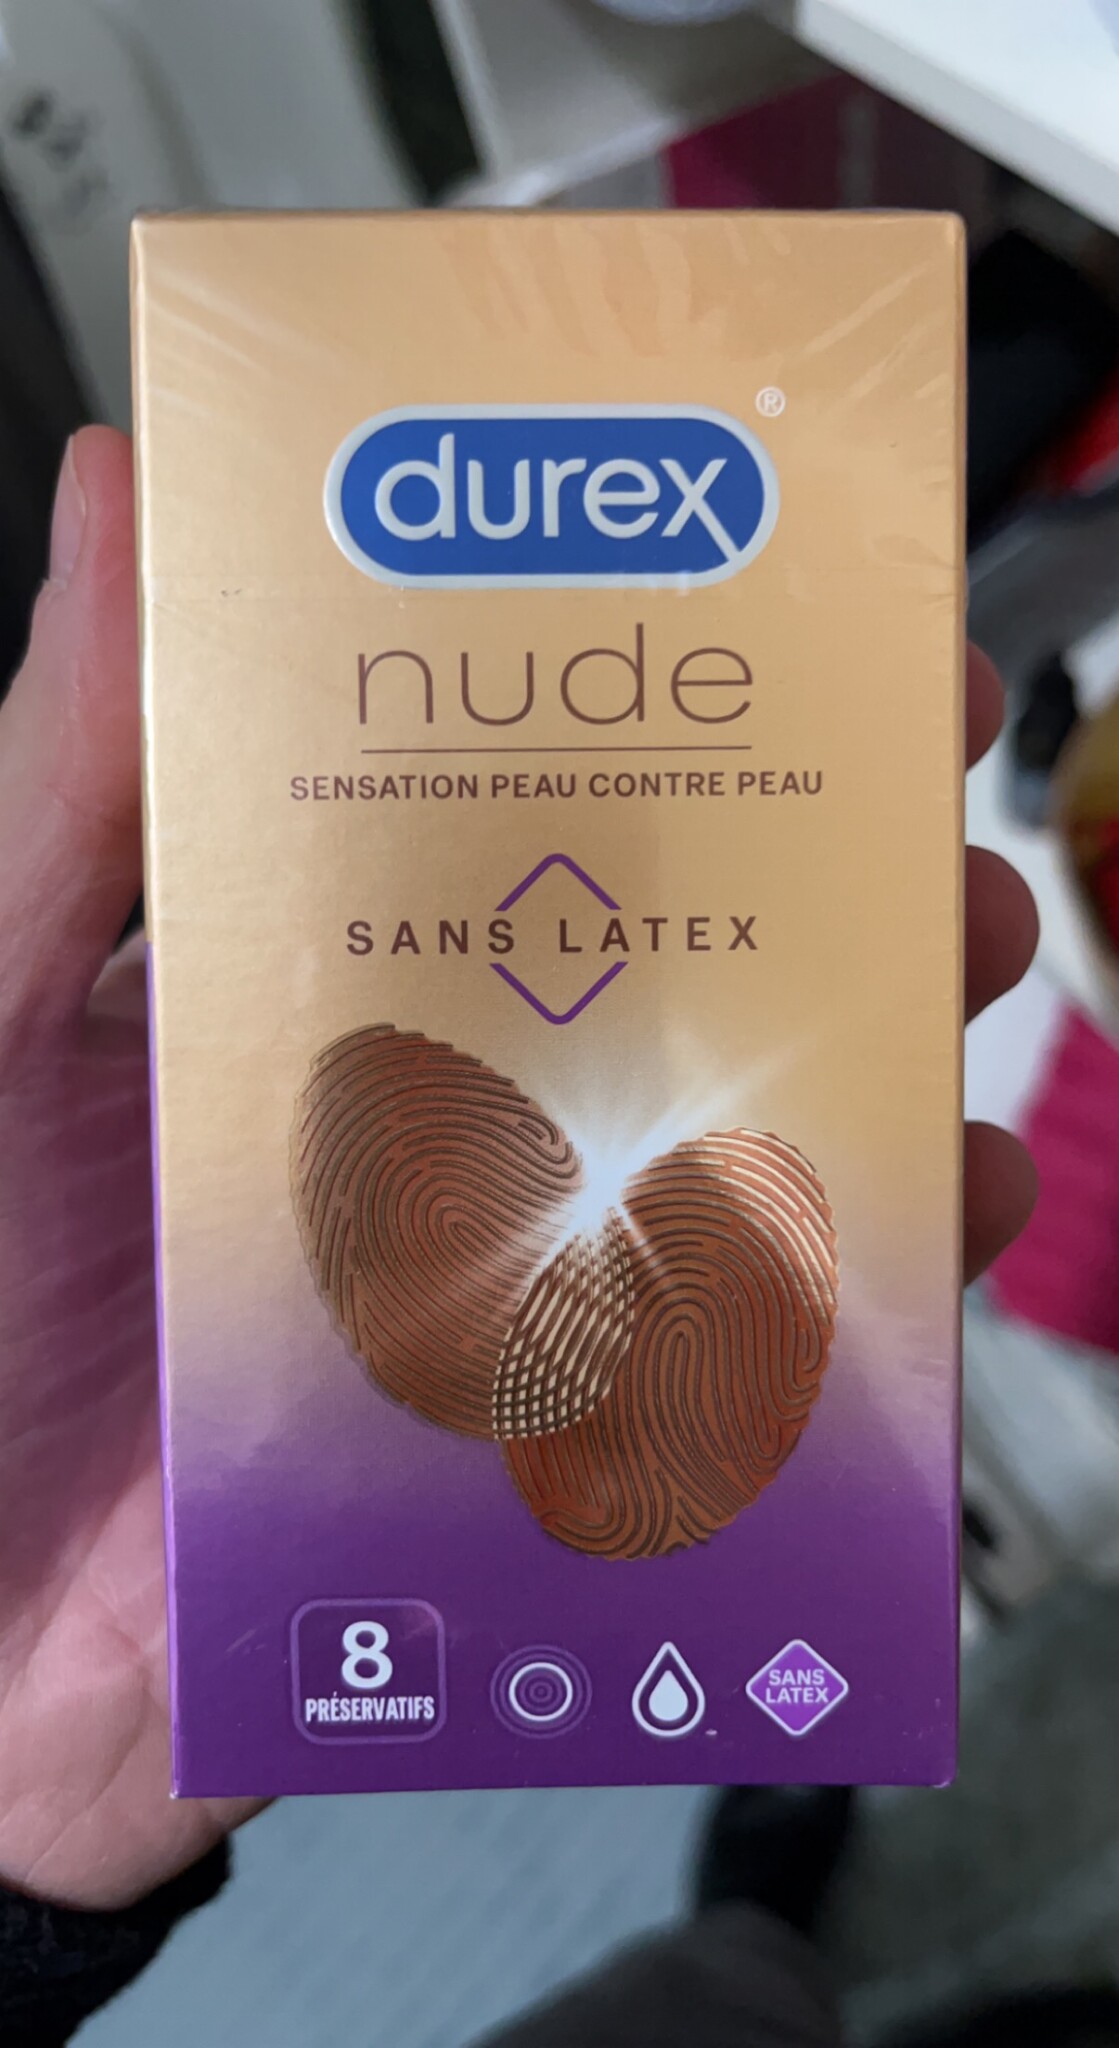 durex®
nude
SENSATION PEAU CONTRE PEAU
SANS LATEX
8
PRÉSERVATIFS
SANS
LATEX